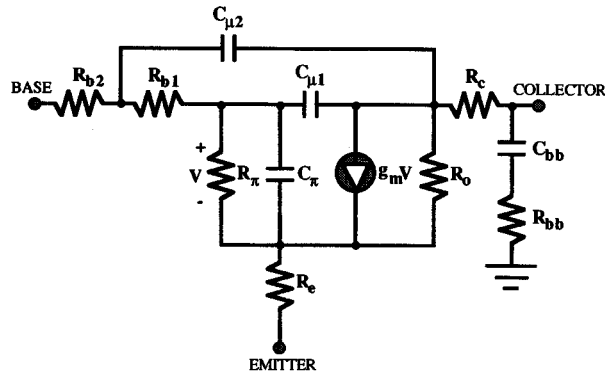 Cμ2
BASE
Rb2
Rb1
Cμ1
Rc
COLLECTOR
+
V
-
Rπ
Cπ
gmV
Ro
Cbb
Rbb
Re
EMITTER